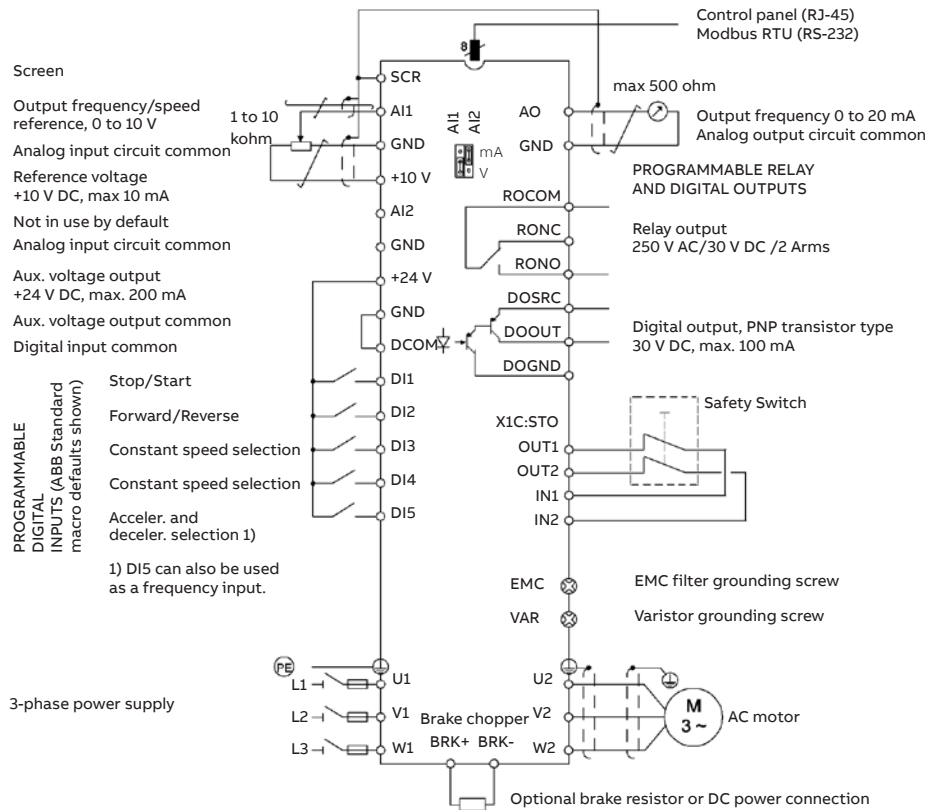 Control panel (RJ-45)
Modbus RTU (RS-232)
8
Screen
SCR
max 500 ohm
Output frequency/speed
reference, 0 to 10 V
1 to 10
kohm
AI1
AI1
AI2
mA
V
AO
Output frequency 0 to 20 mA
Analog output circuit common
Analog input circuit common
GND
GND
Reference voltage
+10 V DC, max 10 mA
+10 V
PROGRAMMABLE RELAY
AND DIGITAL OUTPUTS
Not in use by default
AI2
ROCOM
Analog input circuit common
GND
RONC
RONO
Relay output
250 V AC/30 V DC /2 Arms
Aux. voltage output
+24 V DC, max. 200 mA
+24 V
Aux. voltage output common
GND
DOSRC
Digital input common
DCOM
DOOUT
DOGND
Digital output, PNP transistor type
30 V DC, max. 100 mA
PROGRAMMABLE
DIGITAL
INPUTS (ABB Standard
macro defaults shown)
Stop/Start
DI1
Forward/Reverse
DI2
Constant speed selection
DI3
Constant speed selection
DI4
Acceler. and
deceler. selection 1)
DI5
1) DI5 can also be used
as a frequency input.
X1C:STO
Safety Switch
OUT1
OUT2
IN1
IN2
EMC
EMC filter grounding screw
VAR
Varistor grounding screw
PE
3-phase power supply
L1
U1
U2
L2
V1
V2
L3
W1
W2
Brake chopper
BRK+ BRK-
M
3 ~
AC motor
Optional brake resistor or DC power connection